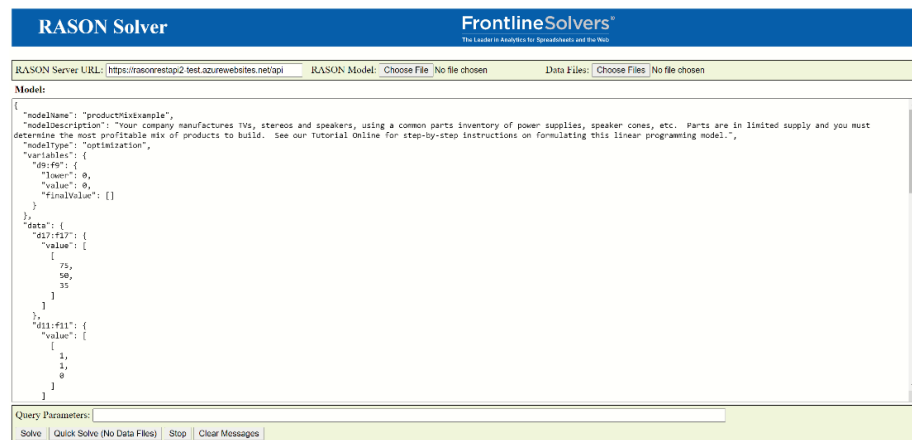 RASON Solver
FrontlineSolvers®
The Leader in Analytics for Spreadsheets and the Web
RASON Server URL: https://rasonrestapi2-test.azurewebsites.net/api RASON Model: Choose File No file chosen Data Files: Choose Files No file chosen
Model:
{
"modelName": "productMixExample",
"modelDescription": "Your company manufactures TVs, stereos and speakers, using a common parts inventory of power supplies, speaker cones, etc. Parts are in limited supply and you must
determine the most profitable mix of products to build. See our Tutorial Online for step-by-step instructions on formulating this linear programming model.",
"modelType": "optimization",
"variables": {
"d9:f9": {
"lower": 0,
"value": 0,
"finalValue": []
}
},
"data": {
"d17:f17": {
"value": [
[
75,
50,
35
]
]
},
"d11:f11": {
"value": [
[
1,
1,
0
]
]
Query Parameters:
Solve Quick Solve (No Data Files) Stop Clear Messages